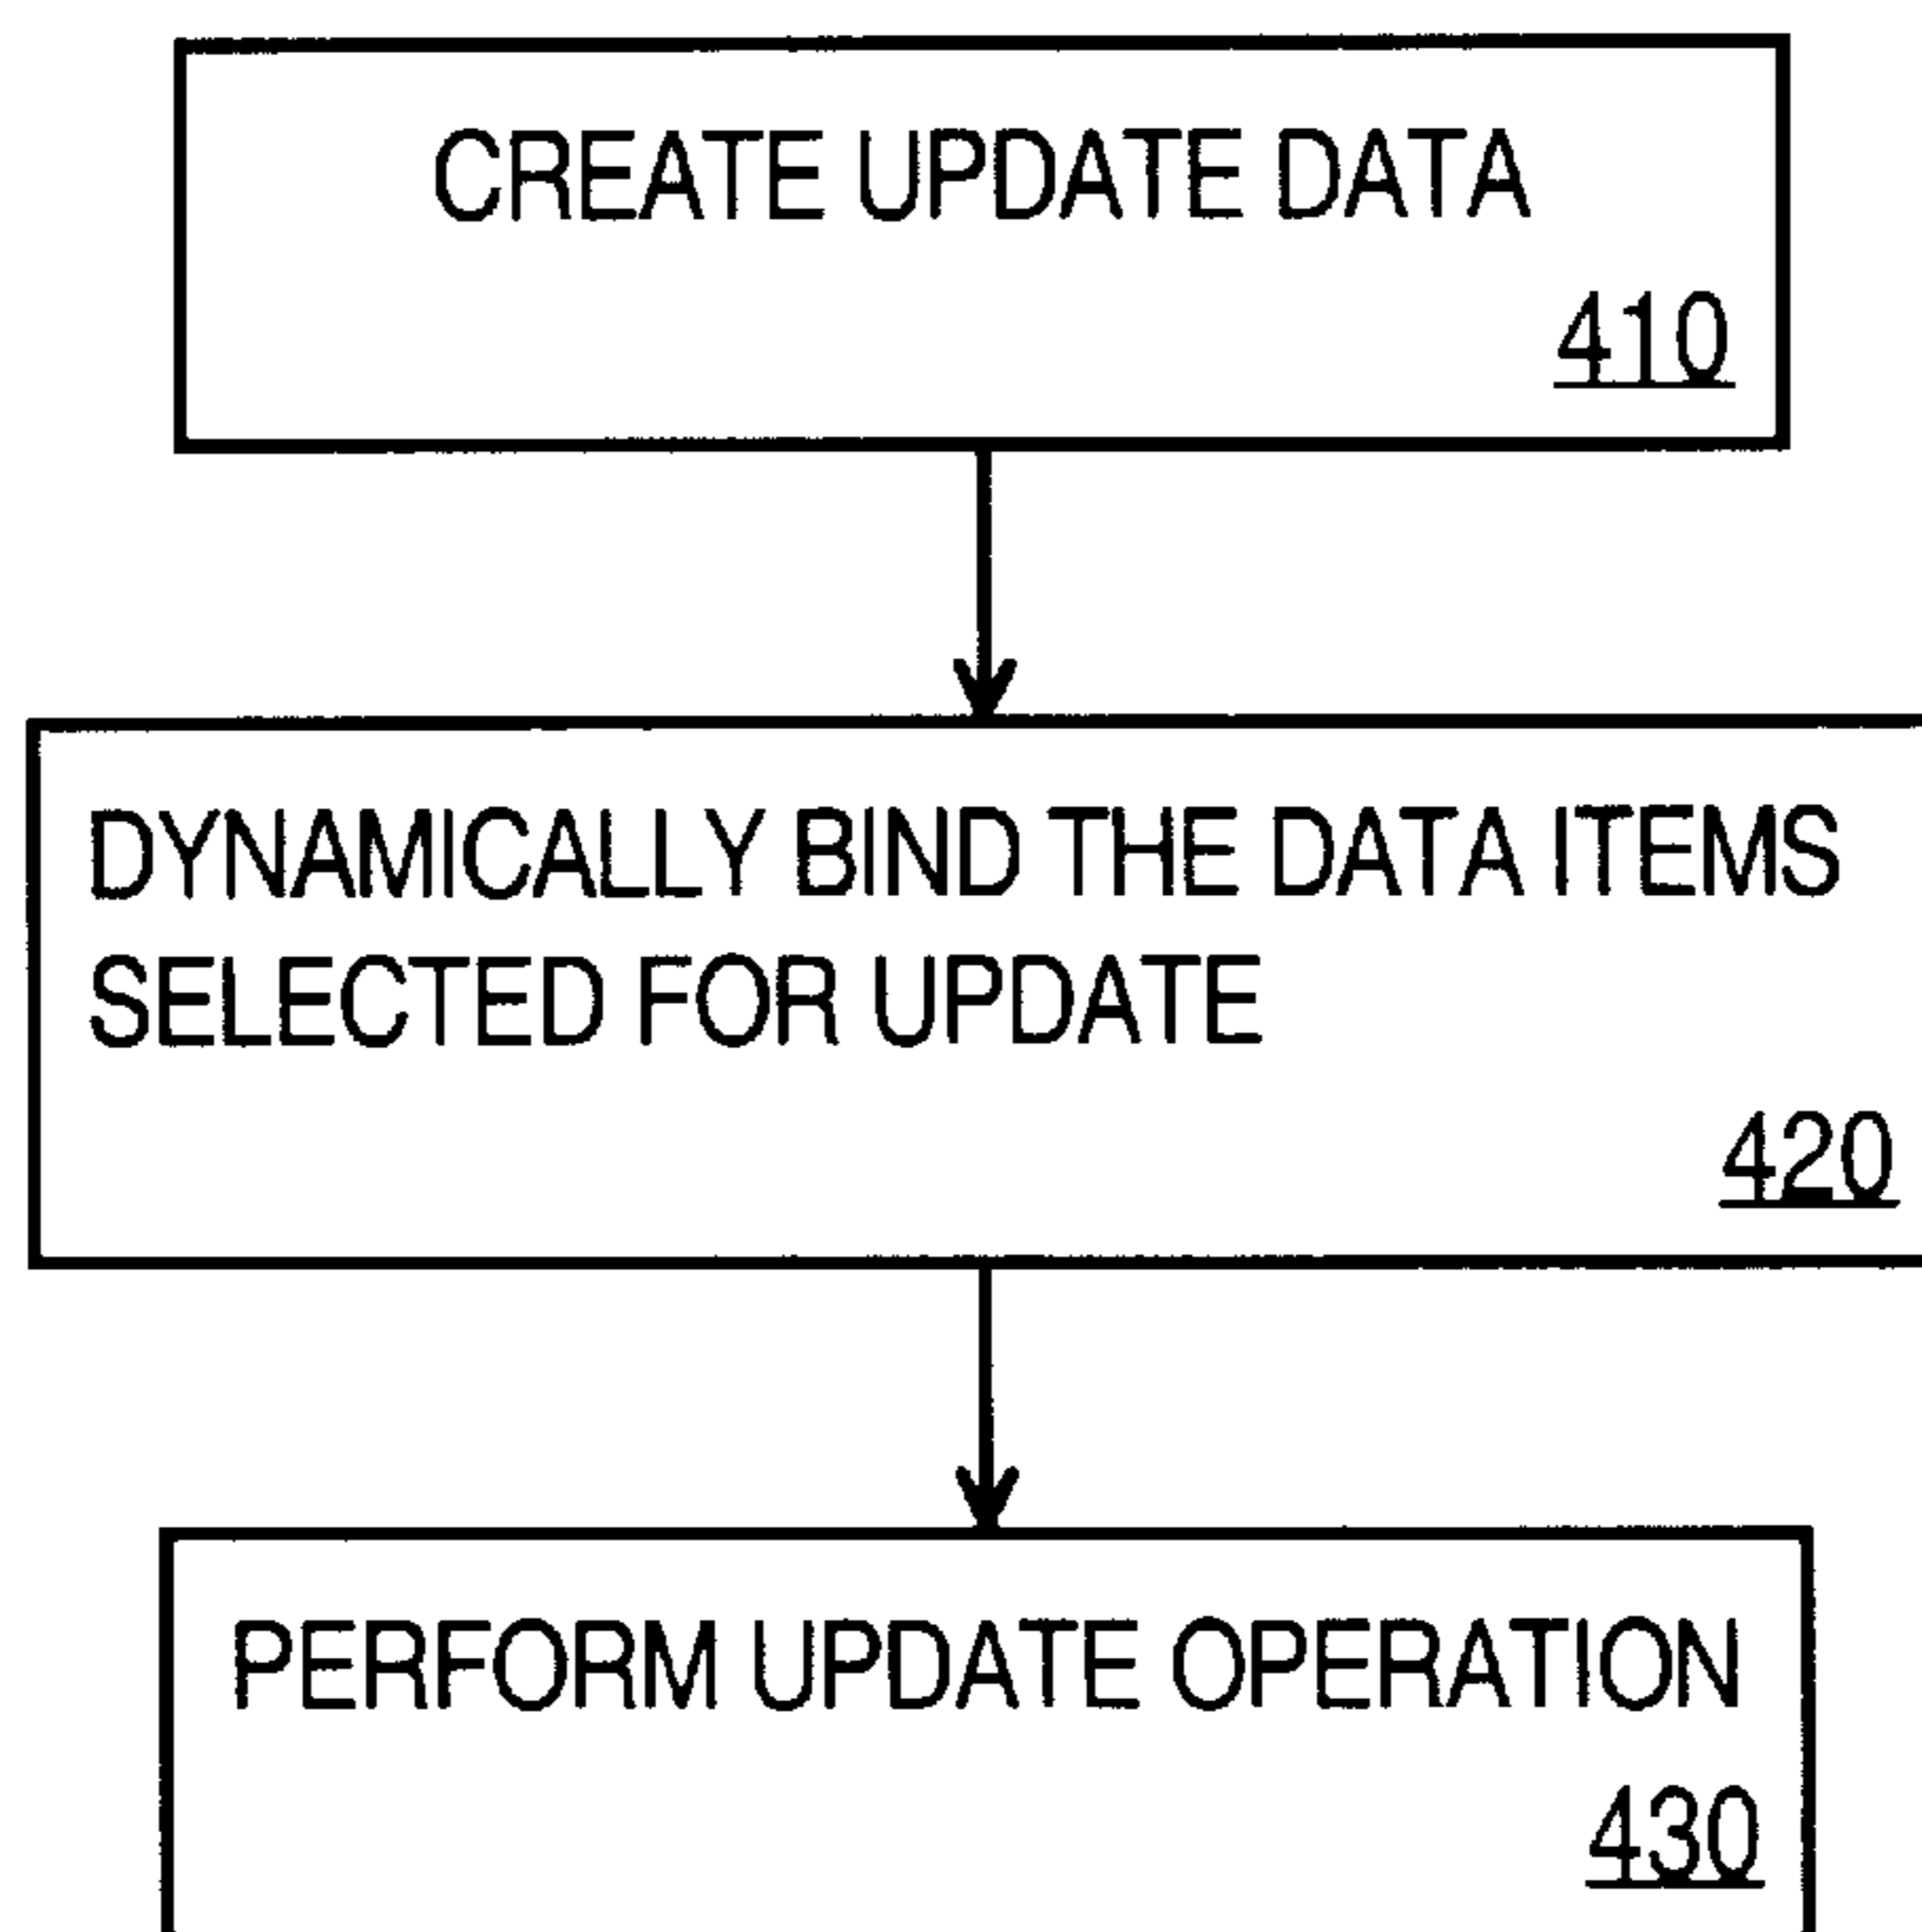 CREATE UPDATE DATA
410
DYNAMICALLY BIND THE DATA ITEMS
SELECTED FOR UPDATE
420
PERFORM UPDATE OPERATION
430